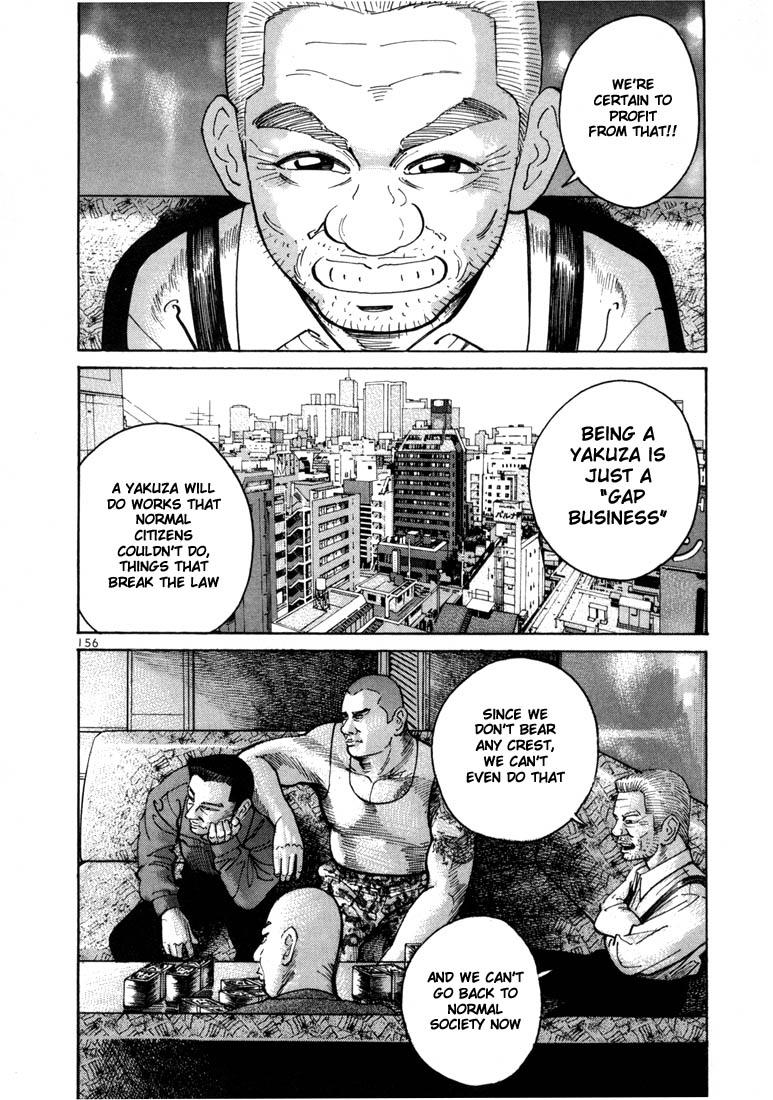 WE'RE
CERTAIN TO
PROFIT
FROM THAT!!
BEING A
YAKUZA IS
JUST A
"GAP
BUSINESS"
A YAKUZA WILL
DO WORKS THAT
NORMAL
CITIZENS
COULDN'T DO,
THINGS THAT
BREAK THE LAW
156
SINCE WE
DON'T BEAR
ANY CREST,
WE CAN'T
EVEN DO THAT
AND WE CAN'T
GO BACK TO
NORMAL
SOCIETY NOW